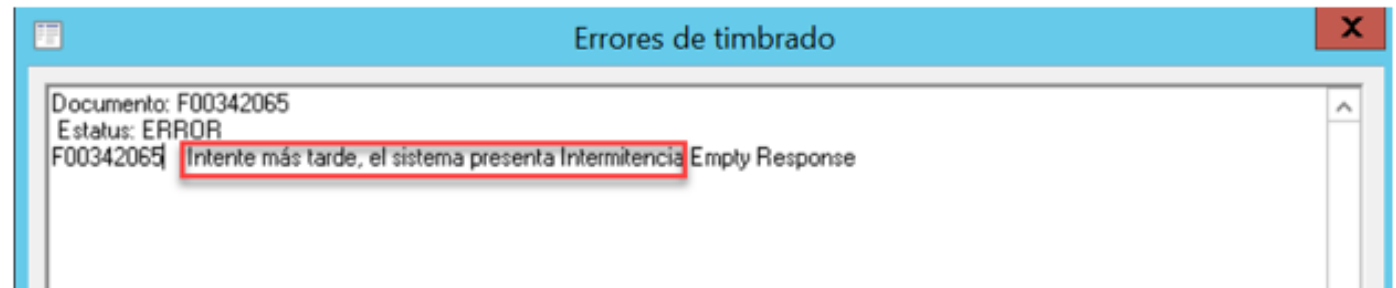 Errores de timbrado
X
Documento: F00342065
Estatus: ERROR
F00342065 Intente más tarde, el sistema presenta Intermitencia Empty Response